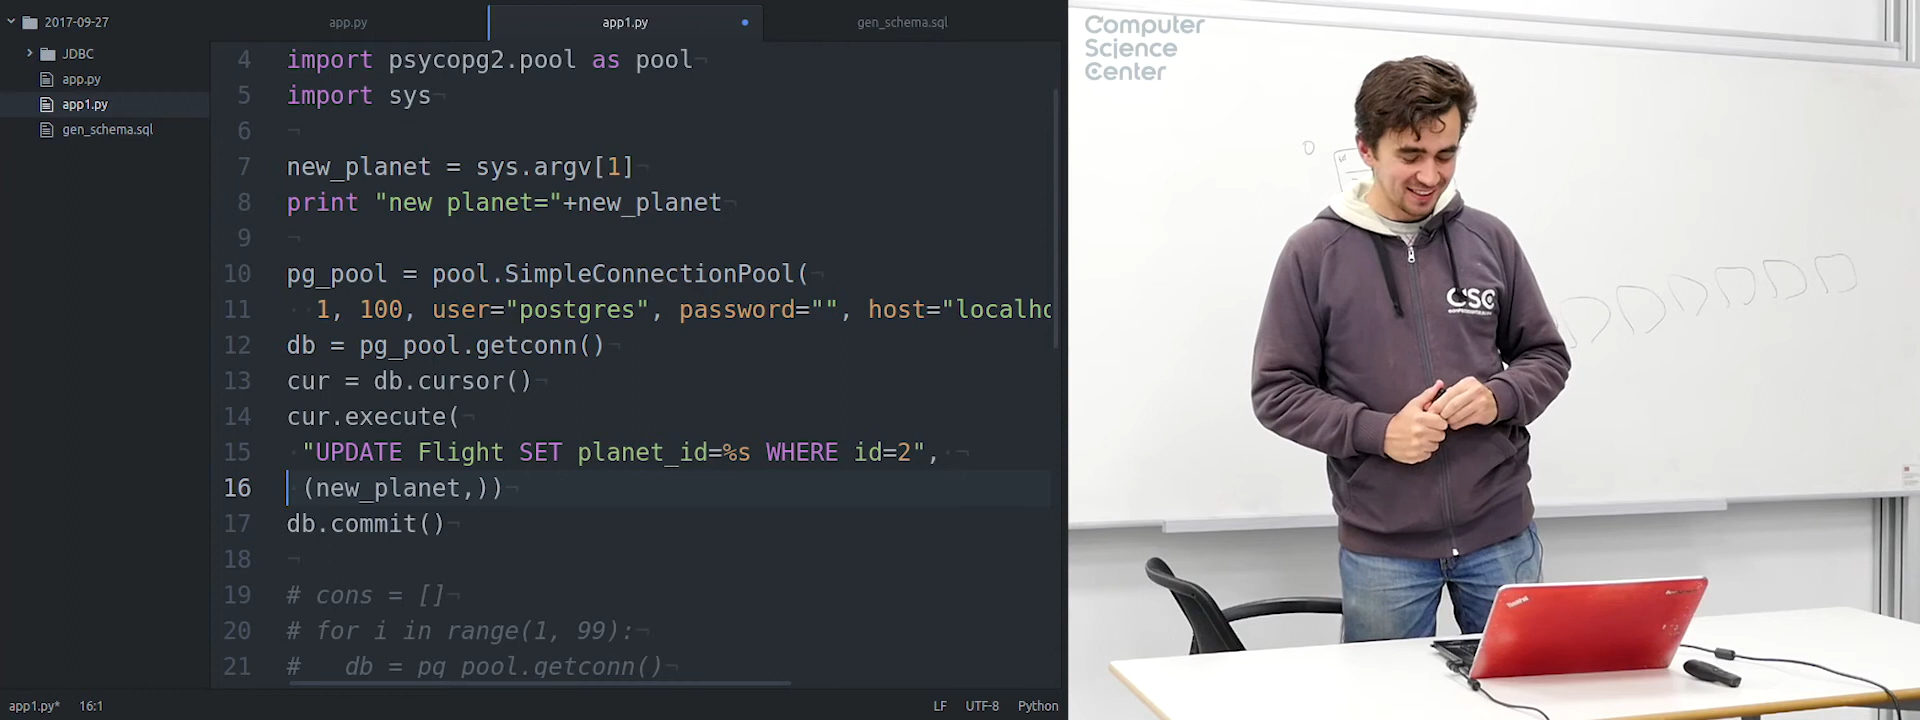 2017-09-27
JDBC
app.py
app1.py
gen_schema.sql
app.py
app1.py
gen_schema.sql
4 import psycopg2.pool as pool
5 import sys
6
7 new_planet = sys.argv[1]
8 print "new planet="+new_planet
9
10 pg_pool = pool.SimpleConnectionPool(
11 1, 100, user="postgres", password="", host="localho
12 db = pg_pool.getconn()
13 cur = db.cursor()
14 cur.execute(
15 "UPDATE Flight SET planet_id=%s WHERE id=2",
16 (new_planet,))
17 db.commit()
18
19 # cons = []
20 # for i in range(1, 99):
21 # db = pg_pool.getconn()
app1.py* 16:1
LF UTF-8 Python
Computer
Science
Center
CSC
ThinkPad